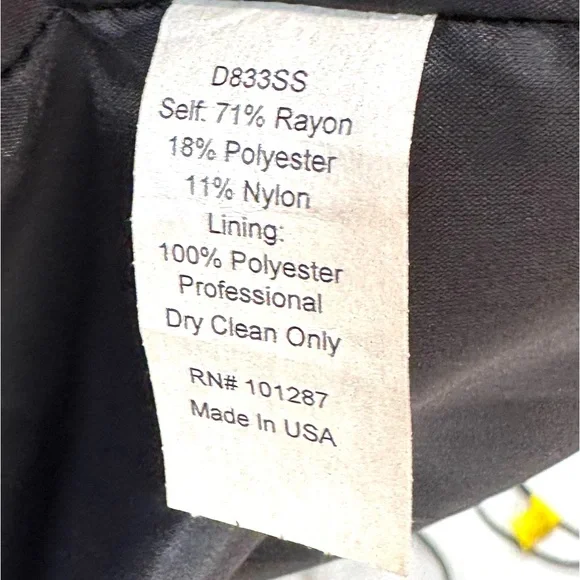 D833SS
Self: 71% Rayon
18% Polyester
11% Nylon
Lining:
100% Polyester
Professional
Dry Clean Only
RN# 101287
Made In USA